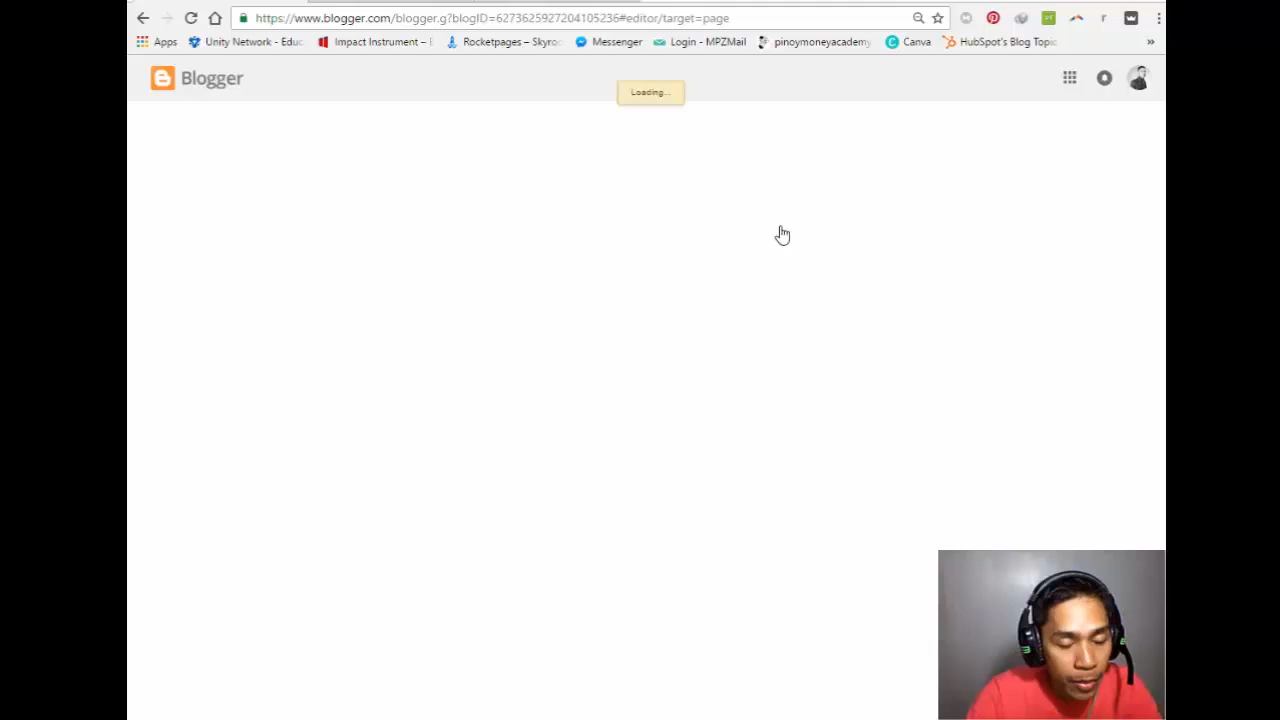 https://www.blogger.com/blogger.g?blogID=6273625927204105236#editor/target=page
Apps Unity Network - Educ Impact Instrument – E Rocketpages – Skyroc Messenger Login - MPZMail pinoymoneyacademy Canva HubSpot's Blog Topic »
Blogger
Loading...